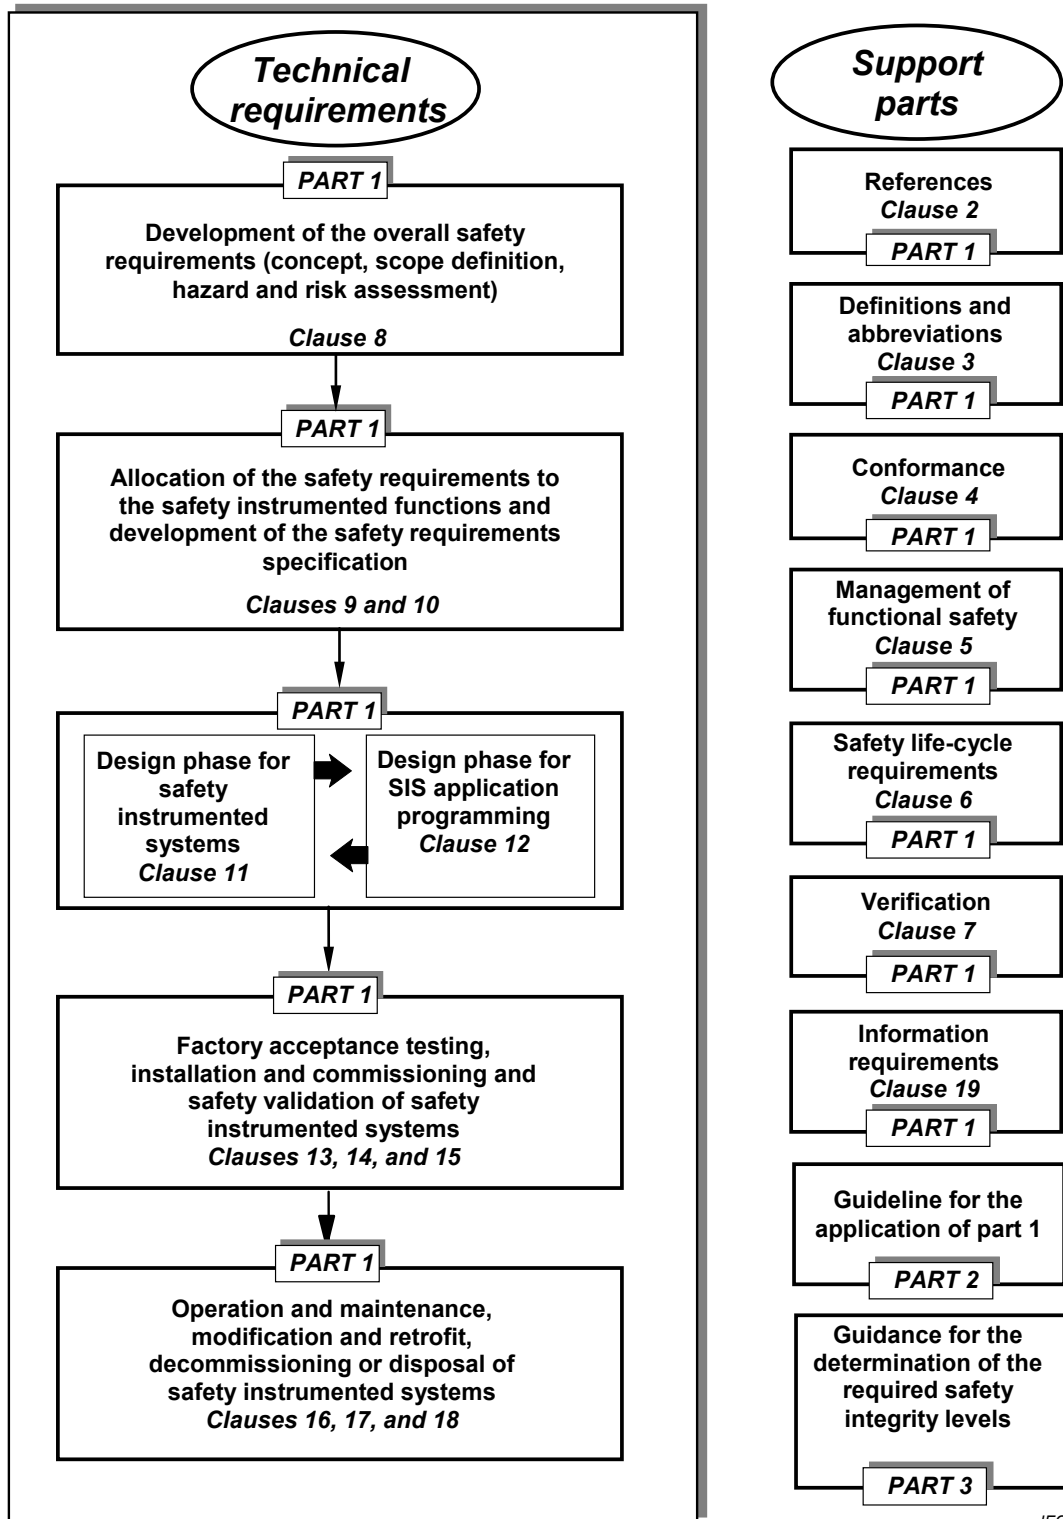 Technical
requirements
PART 1
Development of the overall safety
requirements (concept, scope definition,
hazard and risk assessment)
Clause 8
PART 1
Allocation of the safety requirements to
the safety instrumented functions and
development of the safety requirements
specification
Clauses 9 and 10
PART 1
Design phase for
safety
instrumented
systems
Clause 11
Design phase for
SIS application
programming
Clause 12
PART 1
Factory acceptance testing,
installation and commissioning and
safety validation of safety
instrumented systems
Clauses 13, 14, and 15
PART 1
Operation and maintenance,
modification and retrofit,
decommissioning or disposal of
safety instrumented systems
Clauses 16, 17, and 18
Support
parts
References
Clause 2
PART 1
Definitions and
abbreviations
Clause 3
PART 1
Conformance
Clause 4
PART 1
Management of
functional safety
Clause 5
PART 1
Safety life-cycle
requirements
Clause 6
PART 1
Verification
Clause 7
PART 1
Information
requirements
Clause 19
PART 1
Guideline for the
application of part 1
PART 2
Guidance for the
determination of the
required safety
integrity levels
PART 3